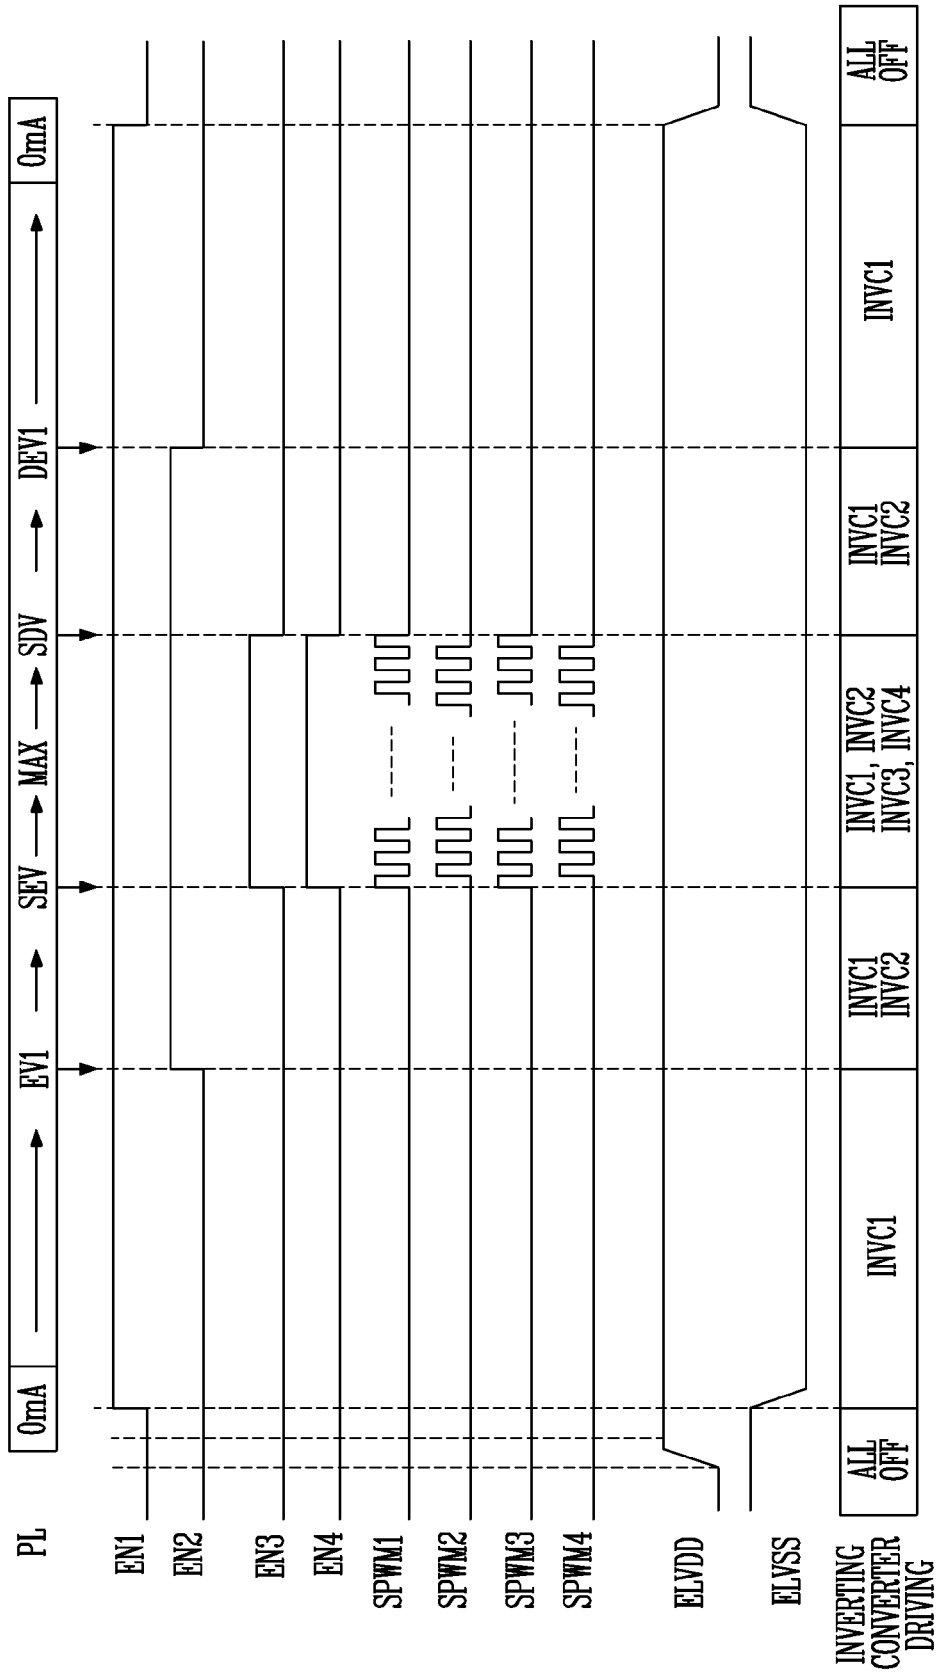 PL
0mA
EV1
SEV
MAX
SDV
DEV1
0mA
EN1
EN2
EN3
EN4
SPWM1
SPWM2
SPWM3
SPWM4
ELVDD
ELVSS
INVERTING
CONVERTER
DRIVING
ALL
OFF
INVC1
INVC1
INVC2
INVC1, INVC2
INVC3, INVC4
INVC1
INVC2
INVC1
ALL
OFF